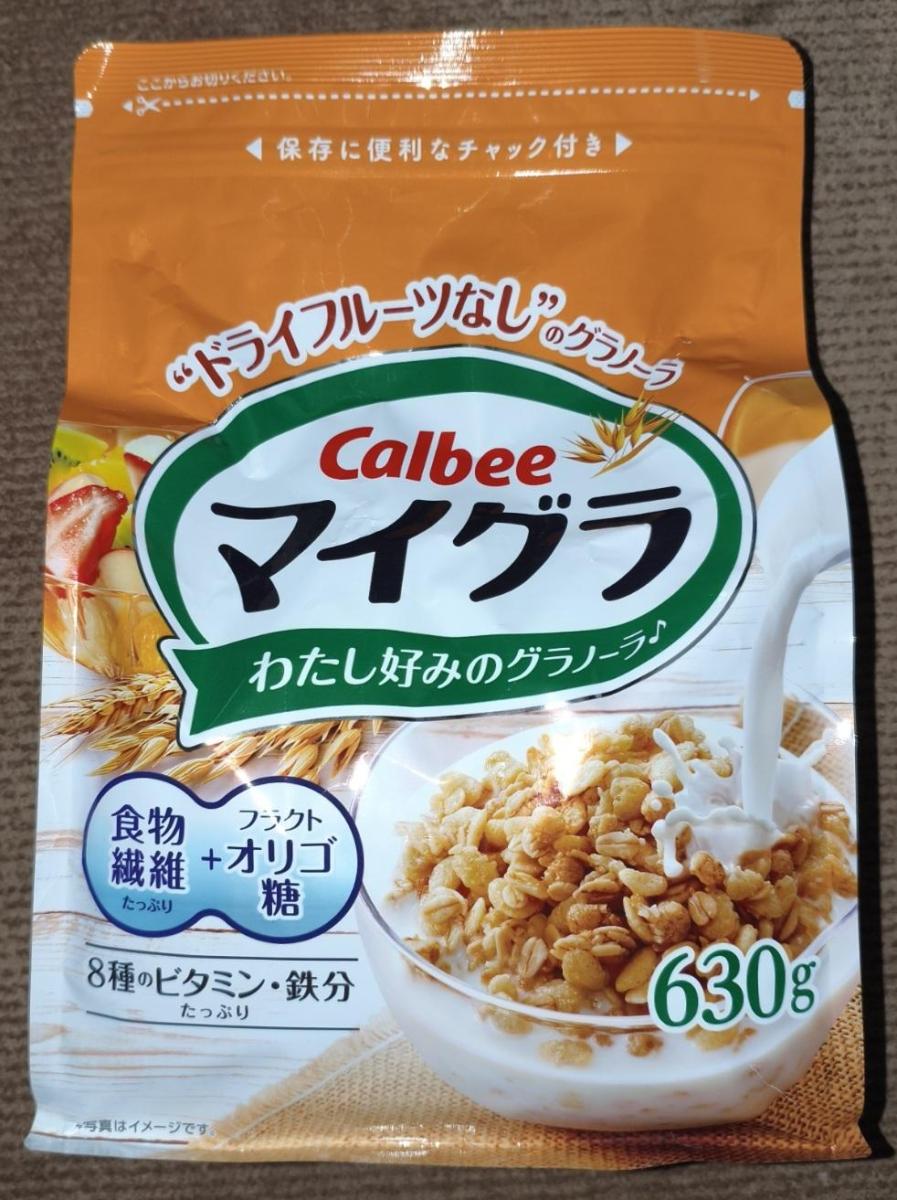 ここからお切りください。
保存に便利なチャック付き
“ドライフルーツなし”のグラノーラ
Calbee
マイグラ
わたし好みのグラノーラ♪
食物
繊維
たっぷり
+
フラクト
オリゴ
糖
8種のビタミン・鉄分
たっぷり
630g
写真はイメージです。